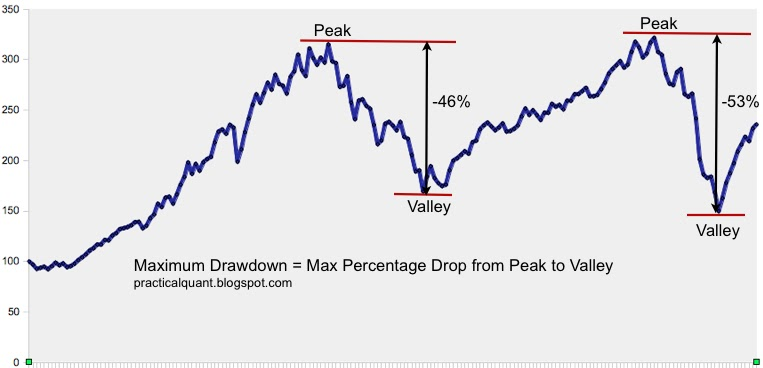 350
300
250
200
150
100
50
0
Peak
-46%
Valley
Peak
-53%
Valley
Maximum Drawdown = Max Percentage Drop from Peak to Valley
practicalquant.blogspot.com